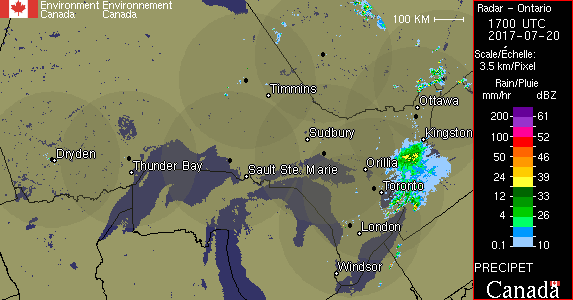 Environment Environnement
Canada Canada
100 KM
Timmins
Ottawa
Sudbury
Kingston
Dryden
Thunder Bay
Sault Ste. Marie
Orillia
Toronto
London
Windsor
Radar - Ontario
1700 UTC
2017-07-20
Scale/Échelle:
3.5 km/Pixel
Rain/Pluie
mm/hr dBZ
200 61
100 52
50 46
24 39
12 33
4 26
0.1 10
PRECIPET
Canada